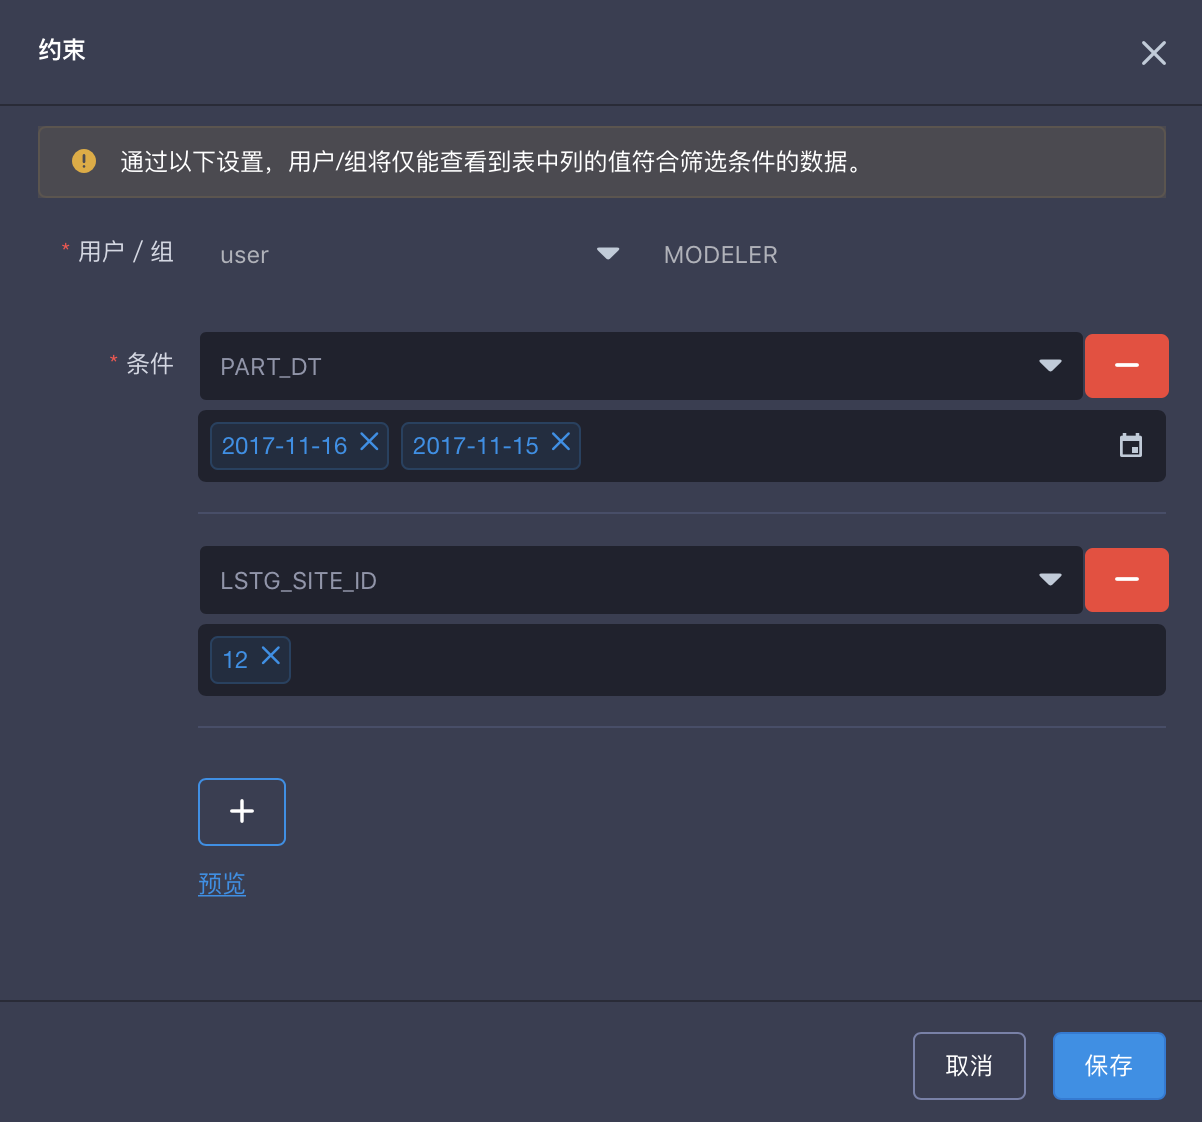 约束
通过以下设置，用户/组将仅能查看到表中列的值符合筛选条件的数据。
* 用户 / 组 user MODELER
* 条件 PART_DT
2017-11-16 2017-11-15
LSTG_SITE_ID
12
预览
取消 保存